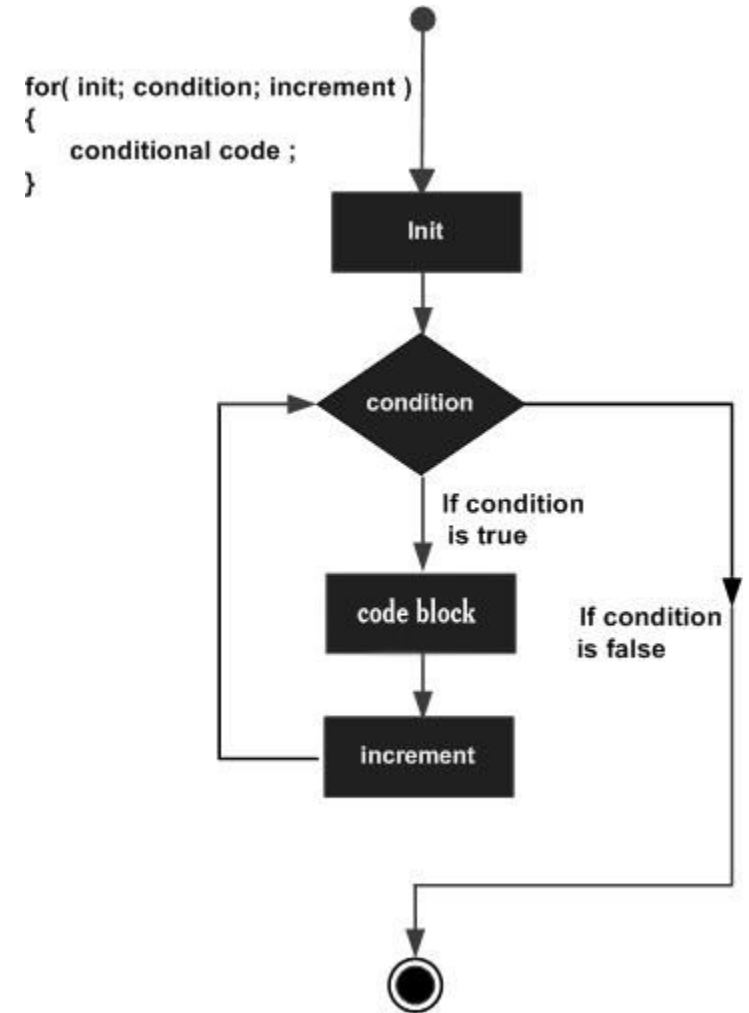 for( init; condition; increment )
{
conditional code ;
}
Init
condition
If condition
is true
code block
If condition
is false
increment